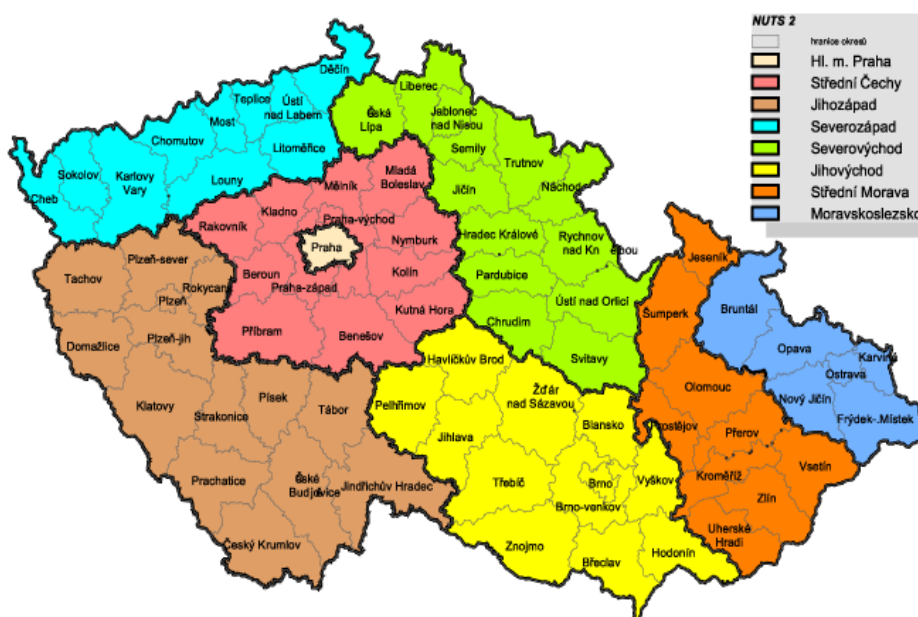 NUTS 2
hranice okresů
Hl. m. Praha
Střední Čechy
Jihozápad
Severozápad
Severovýchod
Jihovýchod
Střední Morava
Moravskoslezsko
Děčín
Liberec
Teplice
Ústí
nad Labem
Most
Česká
Lípa
Jablonec
nad Nisou
Chomutov
Litoměřico
Semily
Trutnov
Sokolov
Karlovy
Vary
Louny
Mělník
Mladá
Boleslav
Jičín
Náchod
Cheb
Kladno
Praha-východ
Rakovník
Praha
Nymburk
Hradec Králové
Rychnov
nad Kn
ěbou
Jeseník
Plzeň-sever
Tachov
Rokycany
Beroun
Praha-západ
Kolín
Pardubice
Plzeň
Kutná Hora
Ústí nad Orlicí
Šumperk
Bruntál
Příbram
Benešov
Chrudim
Domažlice
Plzeň-jih
Havlíčkův Brod
Svitavy
Opava
Karviná
Ostrava
Klatovy
Písek
Tábor
Pelhřimov
Žďár
nad Sázavou
Olomouc
Nový Jičín
Frýdek-.Místek
Strakonice
Jihlava
Blansko
rostějov
Přerov
Vsetín
Prachatice
České
Buděj vice
Jindřichův Hradec
Třebíč
Brno
Vyškov
Kroměříž
Zlín
Brno-venkov
Uherské
Hradi
Český Krumlov
Znojmo
Břeclav
Hodonín